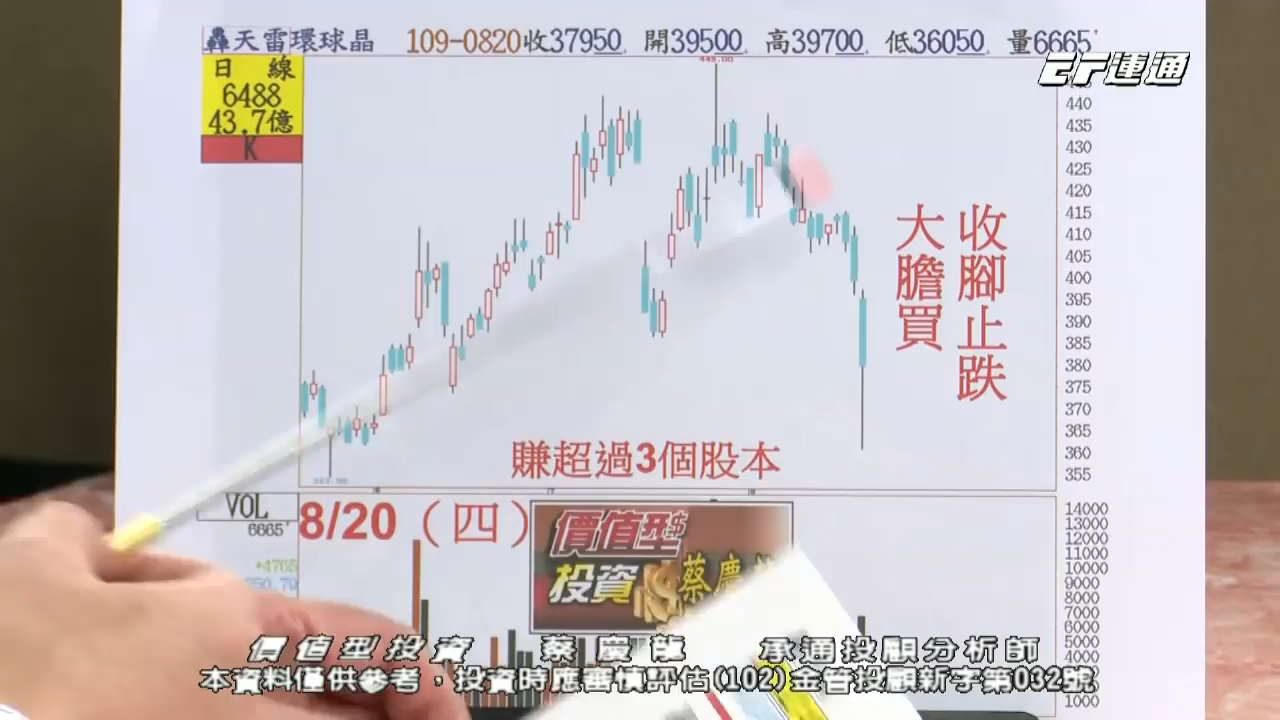 轟天雷環球晶 109-0820收37950 開39500 高39700 低36050 量6665'
ET運通
日 線
6488
43.7億
K
449.00
440
435
430
425
420
415
410
405
400
395
390
385
380
375
370
365
360
355
收腳止跌
大膽買
賺超過3個股本
VOL
6665'
8/20（四）
14000
13000
12000
11000
10000
9000
8000
7000
6000
5000
4000
1000
價值型$
投資 蔡慶
價值型投資 蔡慶龍 承通投顧分析師
本資料僅供參考，投資時應審慎評估(102)金管投顧新字第032號